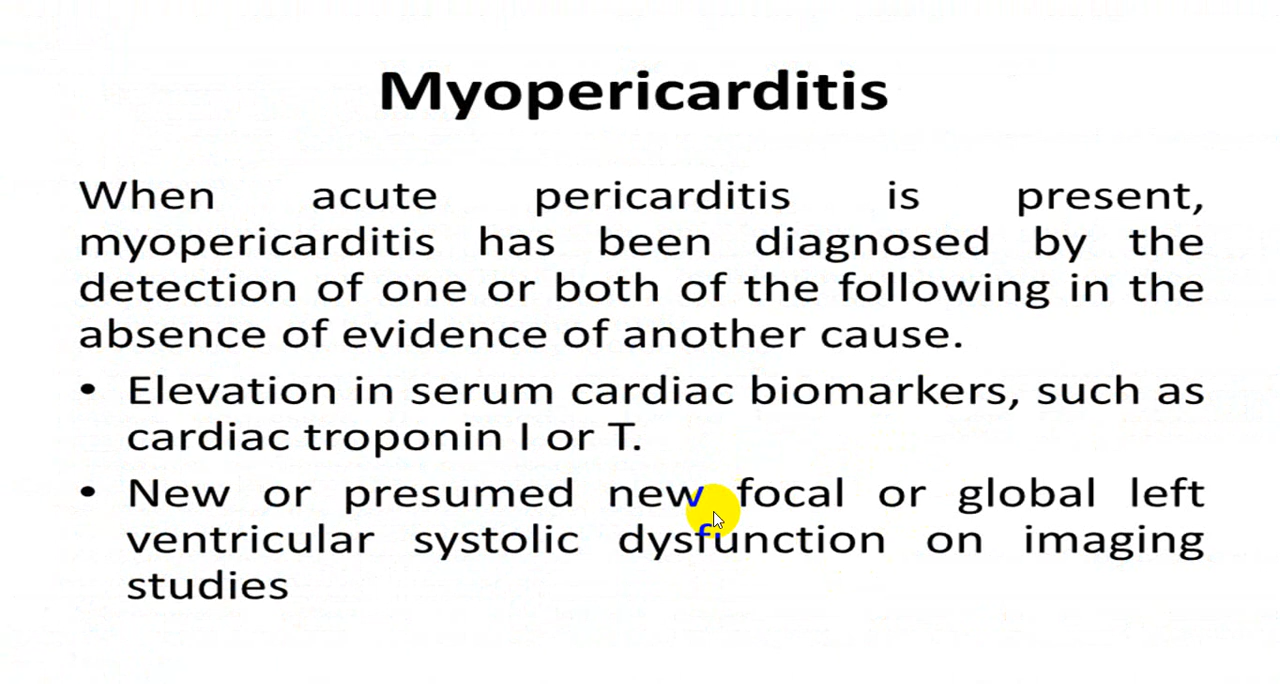 Myopericarditis
When acute pericarditis is present,
myopericarditis has been diagnosed by the
detection of one or both of the following in the
absence of evidence of another cause.
• Elevation in serum cardiac biomarkers, such as
cardiac troponin I or T.
• New or presumed new focal or global left
ventricular systolic dysfunction on imaging
studies